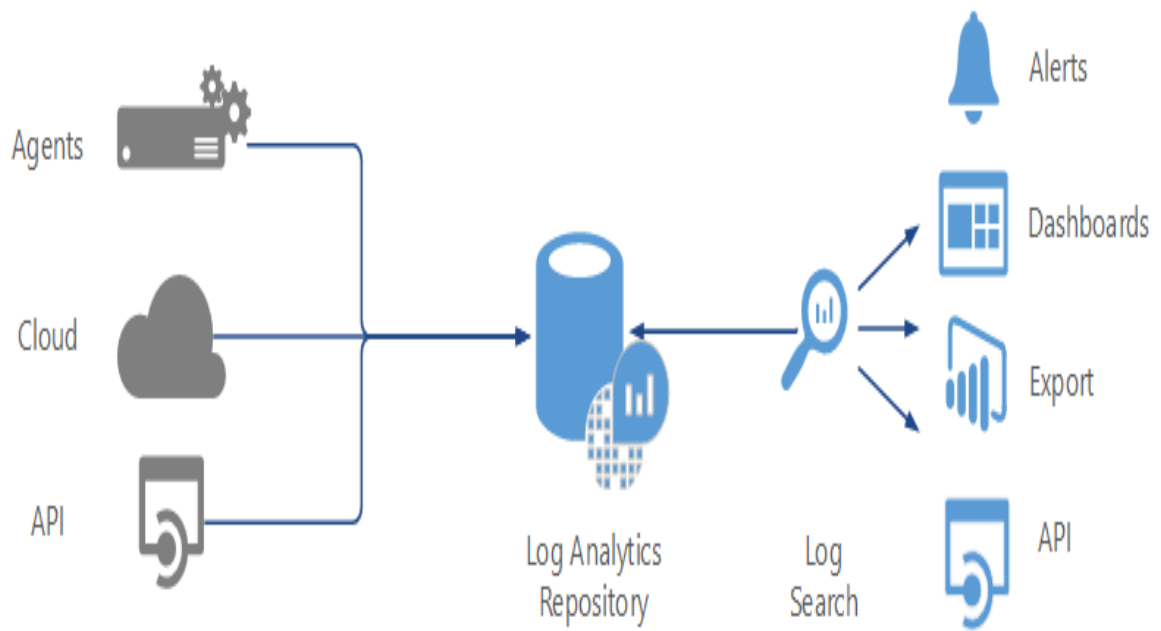 Agents
Cloud
API
Log Analytics
Repository
Log
Search
Alerts
Dashboards
Export
API